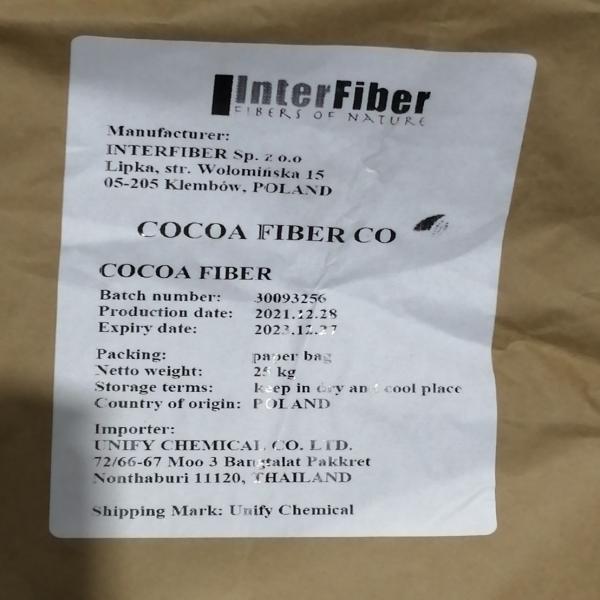 InterFiber
FIBERS OF NATURE
Manufacturer:
INTERFIBER Sp. z o.o
Lipka, str. Wołomińska 15
05-205 Klembów, POLAND
COCOA FIBER CO
COCOA FIBER
Batch number: 30093256
Production date: 2021.12.28
Expiry date: 2023.12.27
Packing: paper bag
Netto weight: 25 kg
Storage terms: keep in dry and cool place
Country of origin: POLAND
Importer:
UNIFY CHEMICAL CO. LTD.
72/66-67 Moo 3 Bangtalat Pakkret
Nonthaburi 11120, THAILAND
Shipping Mark: Unify Chemical